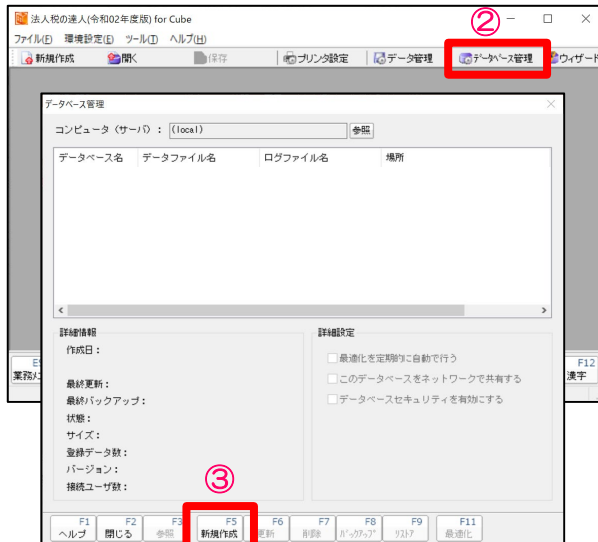 法人税の達人(令和02年度版) for Cube
ファイル(F) 環境設定(E) ツール(T) ヘルプ(H)
②
新規作成 開く 保存 プリンタ設定 データ管理 データベース管理 ウィザード
データベース管理
コンピュータ（サーバ）： (local) 参照
データベース名 データファイル名 ログファイル名 場所
詳細情報 詳細設定
作成日：
最適化を定期的に自動で行う
最終更新： このデータベースをネットワークで共有する
最終バックアップ： データベースセキュリティを有効にする
状態：
サイズ：
登録データ数：
バージョン：
接続ユーザ数：
業務メ
F12
漢字
③
F1 F2 F3 F5 F6 F7 F8 F9 F11
ヘルプ 閉じる 参照 新規作成 更新 削除 バックアップ リストア 最適化